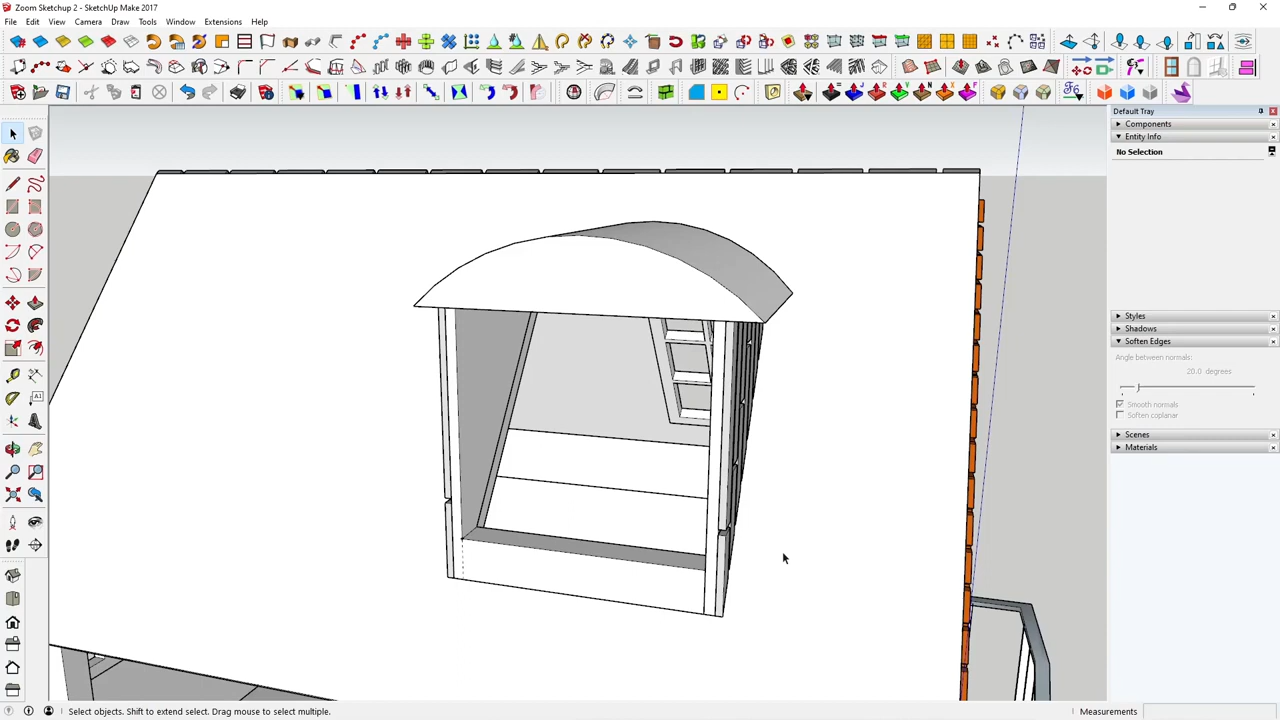 Zoom Sketchup 2 - SketchUp Make 2017
File Edit View Camera Draw Tools Window Extensions Help
Default Tray
Components
Entity Info
No Selection
Styles
Shadows
Soften Edges
Angle between normals:
20.0 degrees
Smooth normals
Soften coplanar
Scenes
Materials
Select objects. Shift to extend select. Drag mouse to select multiple.
Measurements